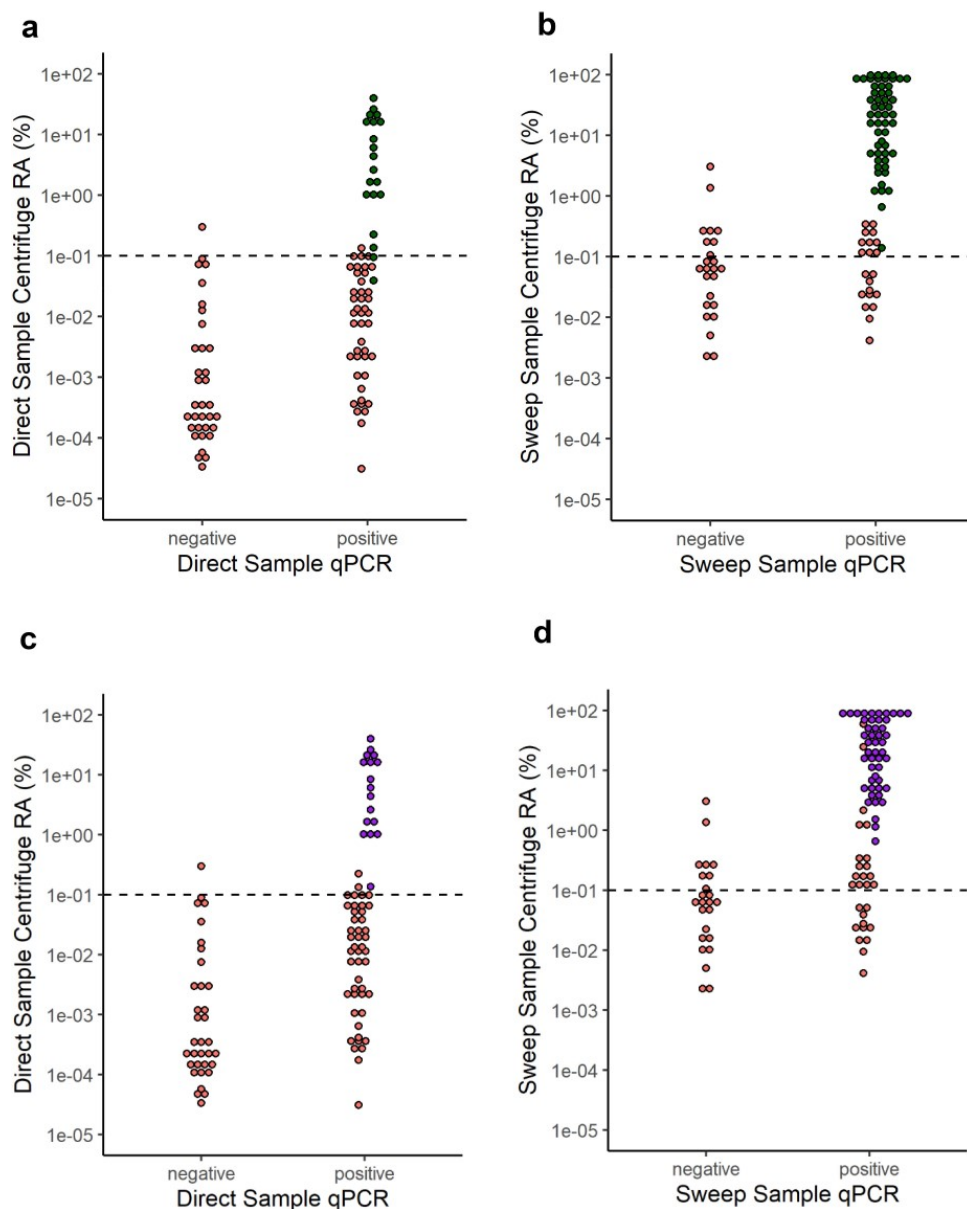 a
Direct Sample Centrifuge RA (%)
1e+02
1e+01
1e+00
1e-01
1e-02
1e-03
1e-04
1e-05
negative
positive
Direct Sample qPCR
b
Sweep Sample Centrifuge RA (%)
1e+02
1e+01
1e+00
1e-01
1e-02
1e-03
1e-04
1e-05
negative
positive
Sweep Sample qPCR
c
Direct Sample Centrifuge RA (%)
1e+02
1e+01
1e+00
1e-01
1e-02
1e-03
1e-04
1e-05
negative
positive
Direct Sample qPCR
d
Sweep Sample Centrifuge RA (%)
1e+02
1e+01
1e+00
1e-01
1e-02
1e-03
1e-04
1e-05
negative
positive
Sweep Sample qPCR